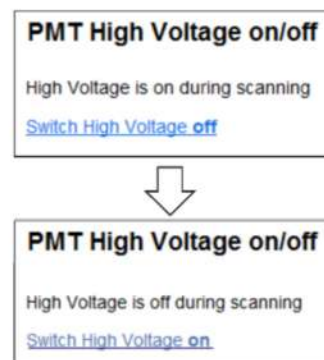 PMT High Voltage on/off
High Voltage is on during scanning
Switch High Voltage off
PMT High Voltage on/off
High Voltage is off during scanning
Switch High Voltage on